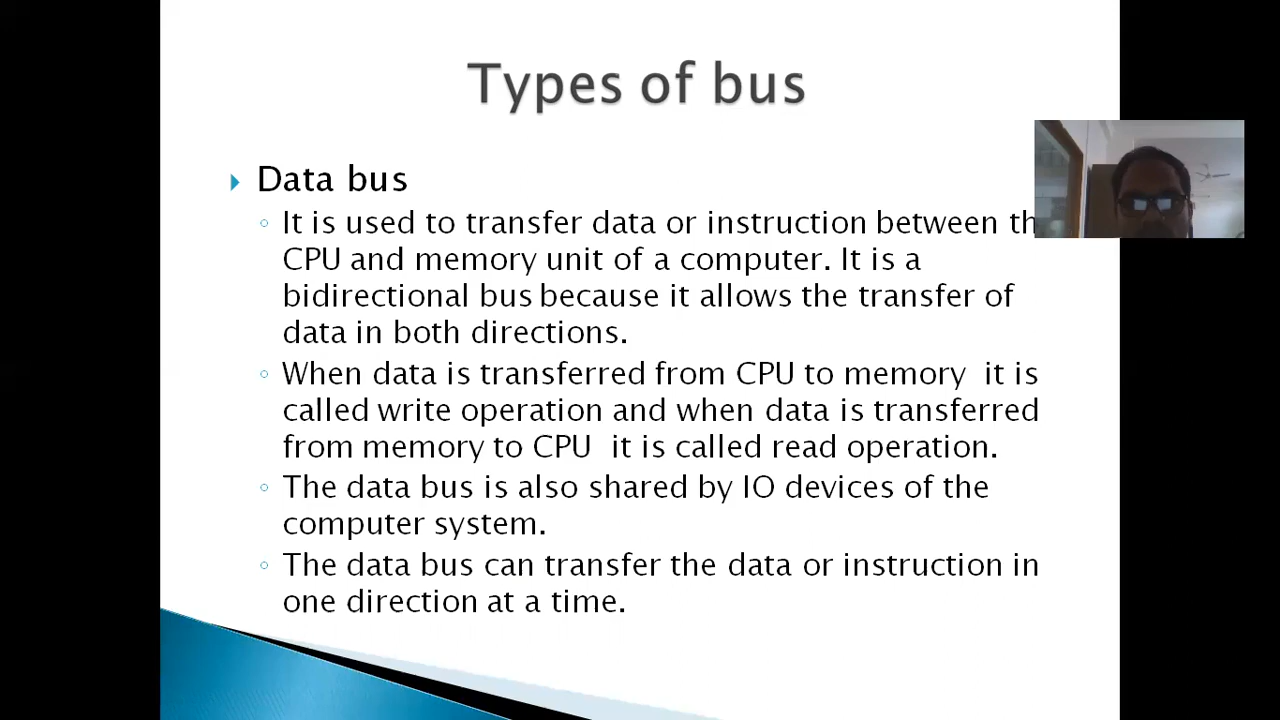 Types of bus
Data bus
It is used to transfer data or instruction between th
CPU and memory unit of a computer. It is a
bidirectional bus because it allows the transfer of
data in both directions.
When data is transferred from CPU to memory  it is
called write operation and when data is transferred
from memory to CPU  it is called read operation.
The data bus is also shared by IO devices of the
computer system.
The data bus can transfer the data or instruction in
one direction at a time.